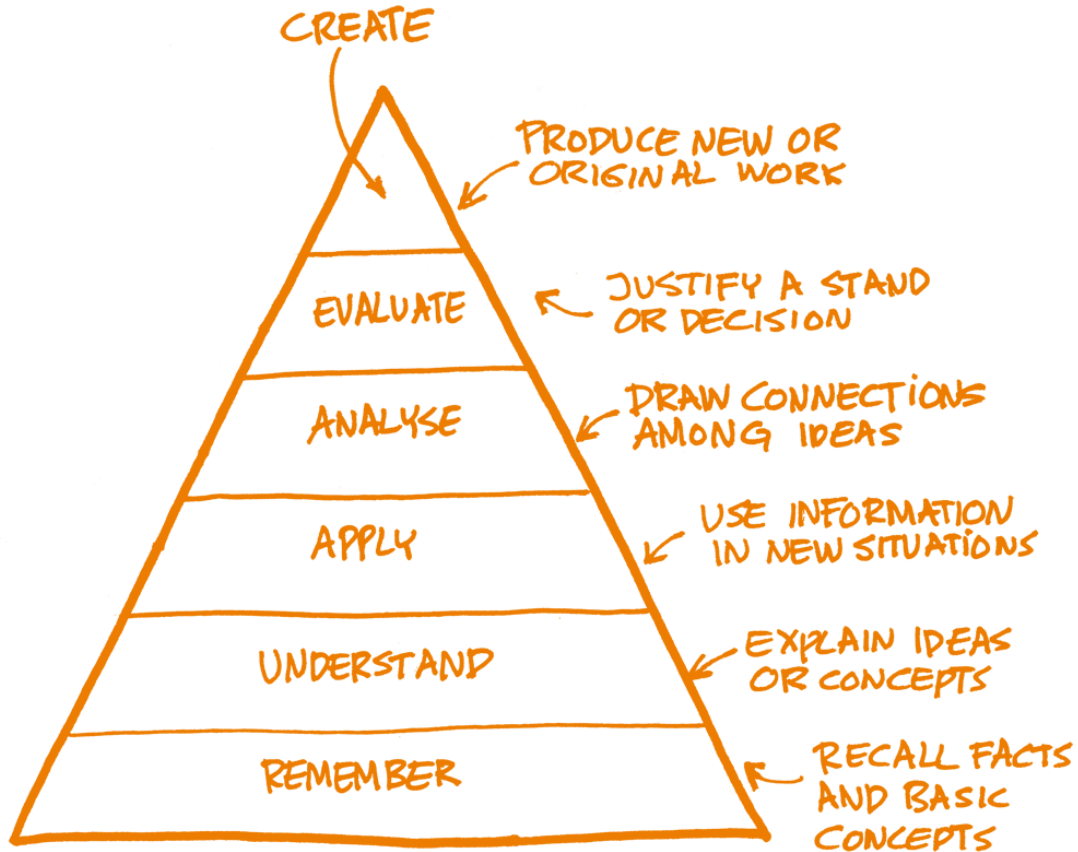 CREATE
PRODUCE NEW OR
ORIGINAL WORK
EVALUATE
JUSTIFY A STAND
OR DECISION
ANALYSE
DRAW CONNECTIONS
AMONG IDEAS
APPLY
USE INFORMATION
IN NEW SITUATIONS
UNDERSTAND
EXPLAIN IDEAS
OR CONCEPTS
REMEMBER
RECALL FACTS
AND BASIC
CONCEPTS